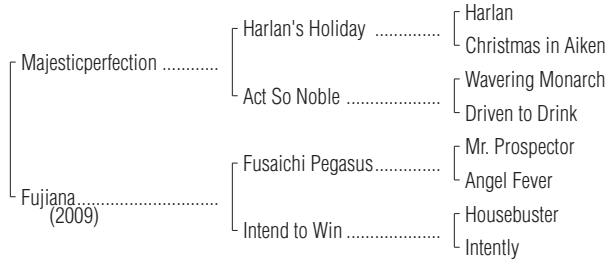 Harlan
Harlan's Holiday ..............
Christmas in Aiken
Majesticperfection ............
Wavering Monarch
Act So Noble .....................
Driven to Drink
Mr. Prospector
Fusaichi Pegasus...............
Angel Fever
Fujiana...............................
(2009)
Housebuster
Intend to Win .....................
Intently